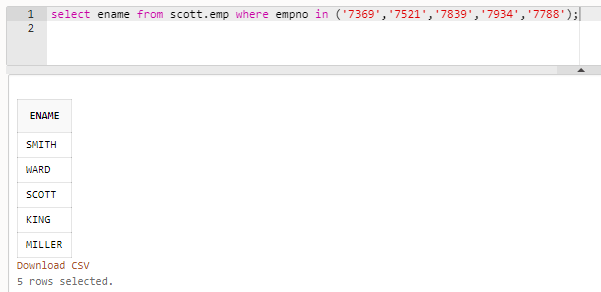 1 select ename from scott.emp where empno in ('7369','7521','7839','7934','7788');
2
ENAME
SMITH
WARD
SCOTT
KING
MILLER
Download CSV
5 rows selected.